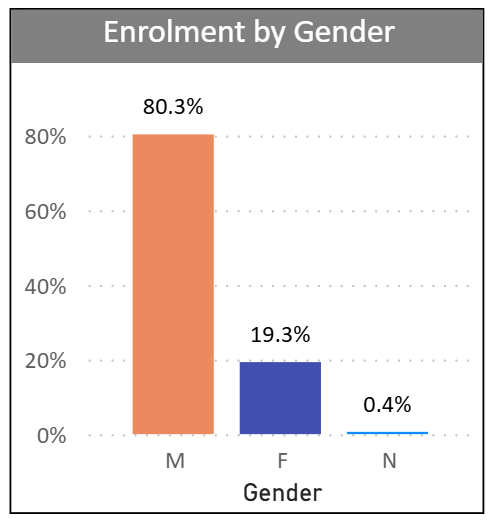 Enrolment by Gender
80.3%
80%
60%
40%
19.3%
20%
0.4%
0%
M F N
Gender